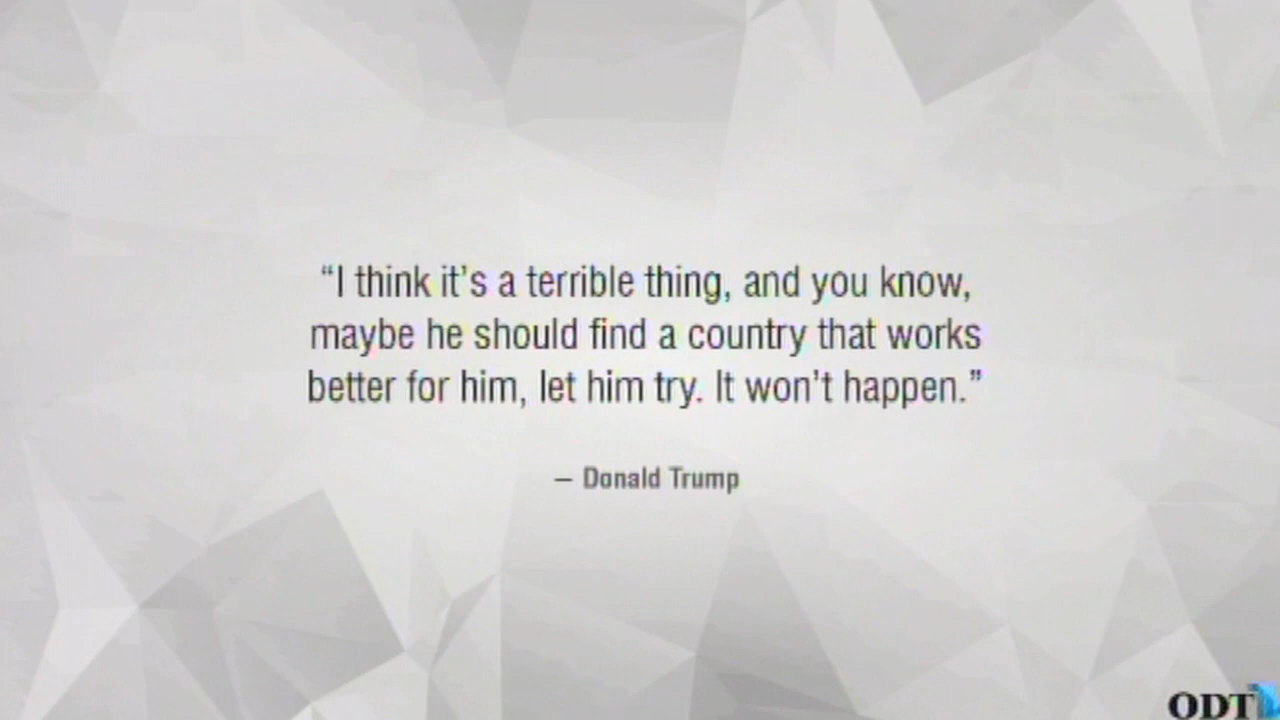 “I think it’s a terrible thing, and you know,
maybe he should find a country that works
better for him, let him try. It won’t happen.”
– Donald Trump
ODT